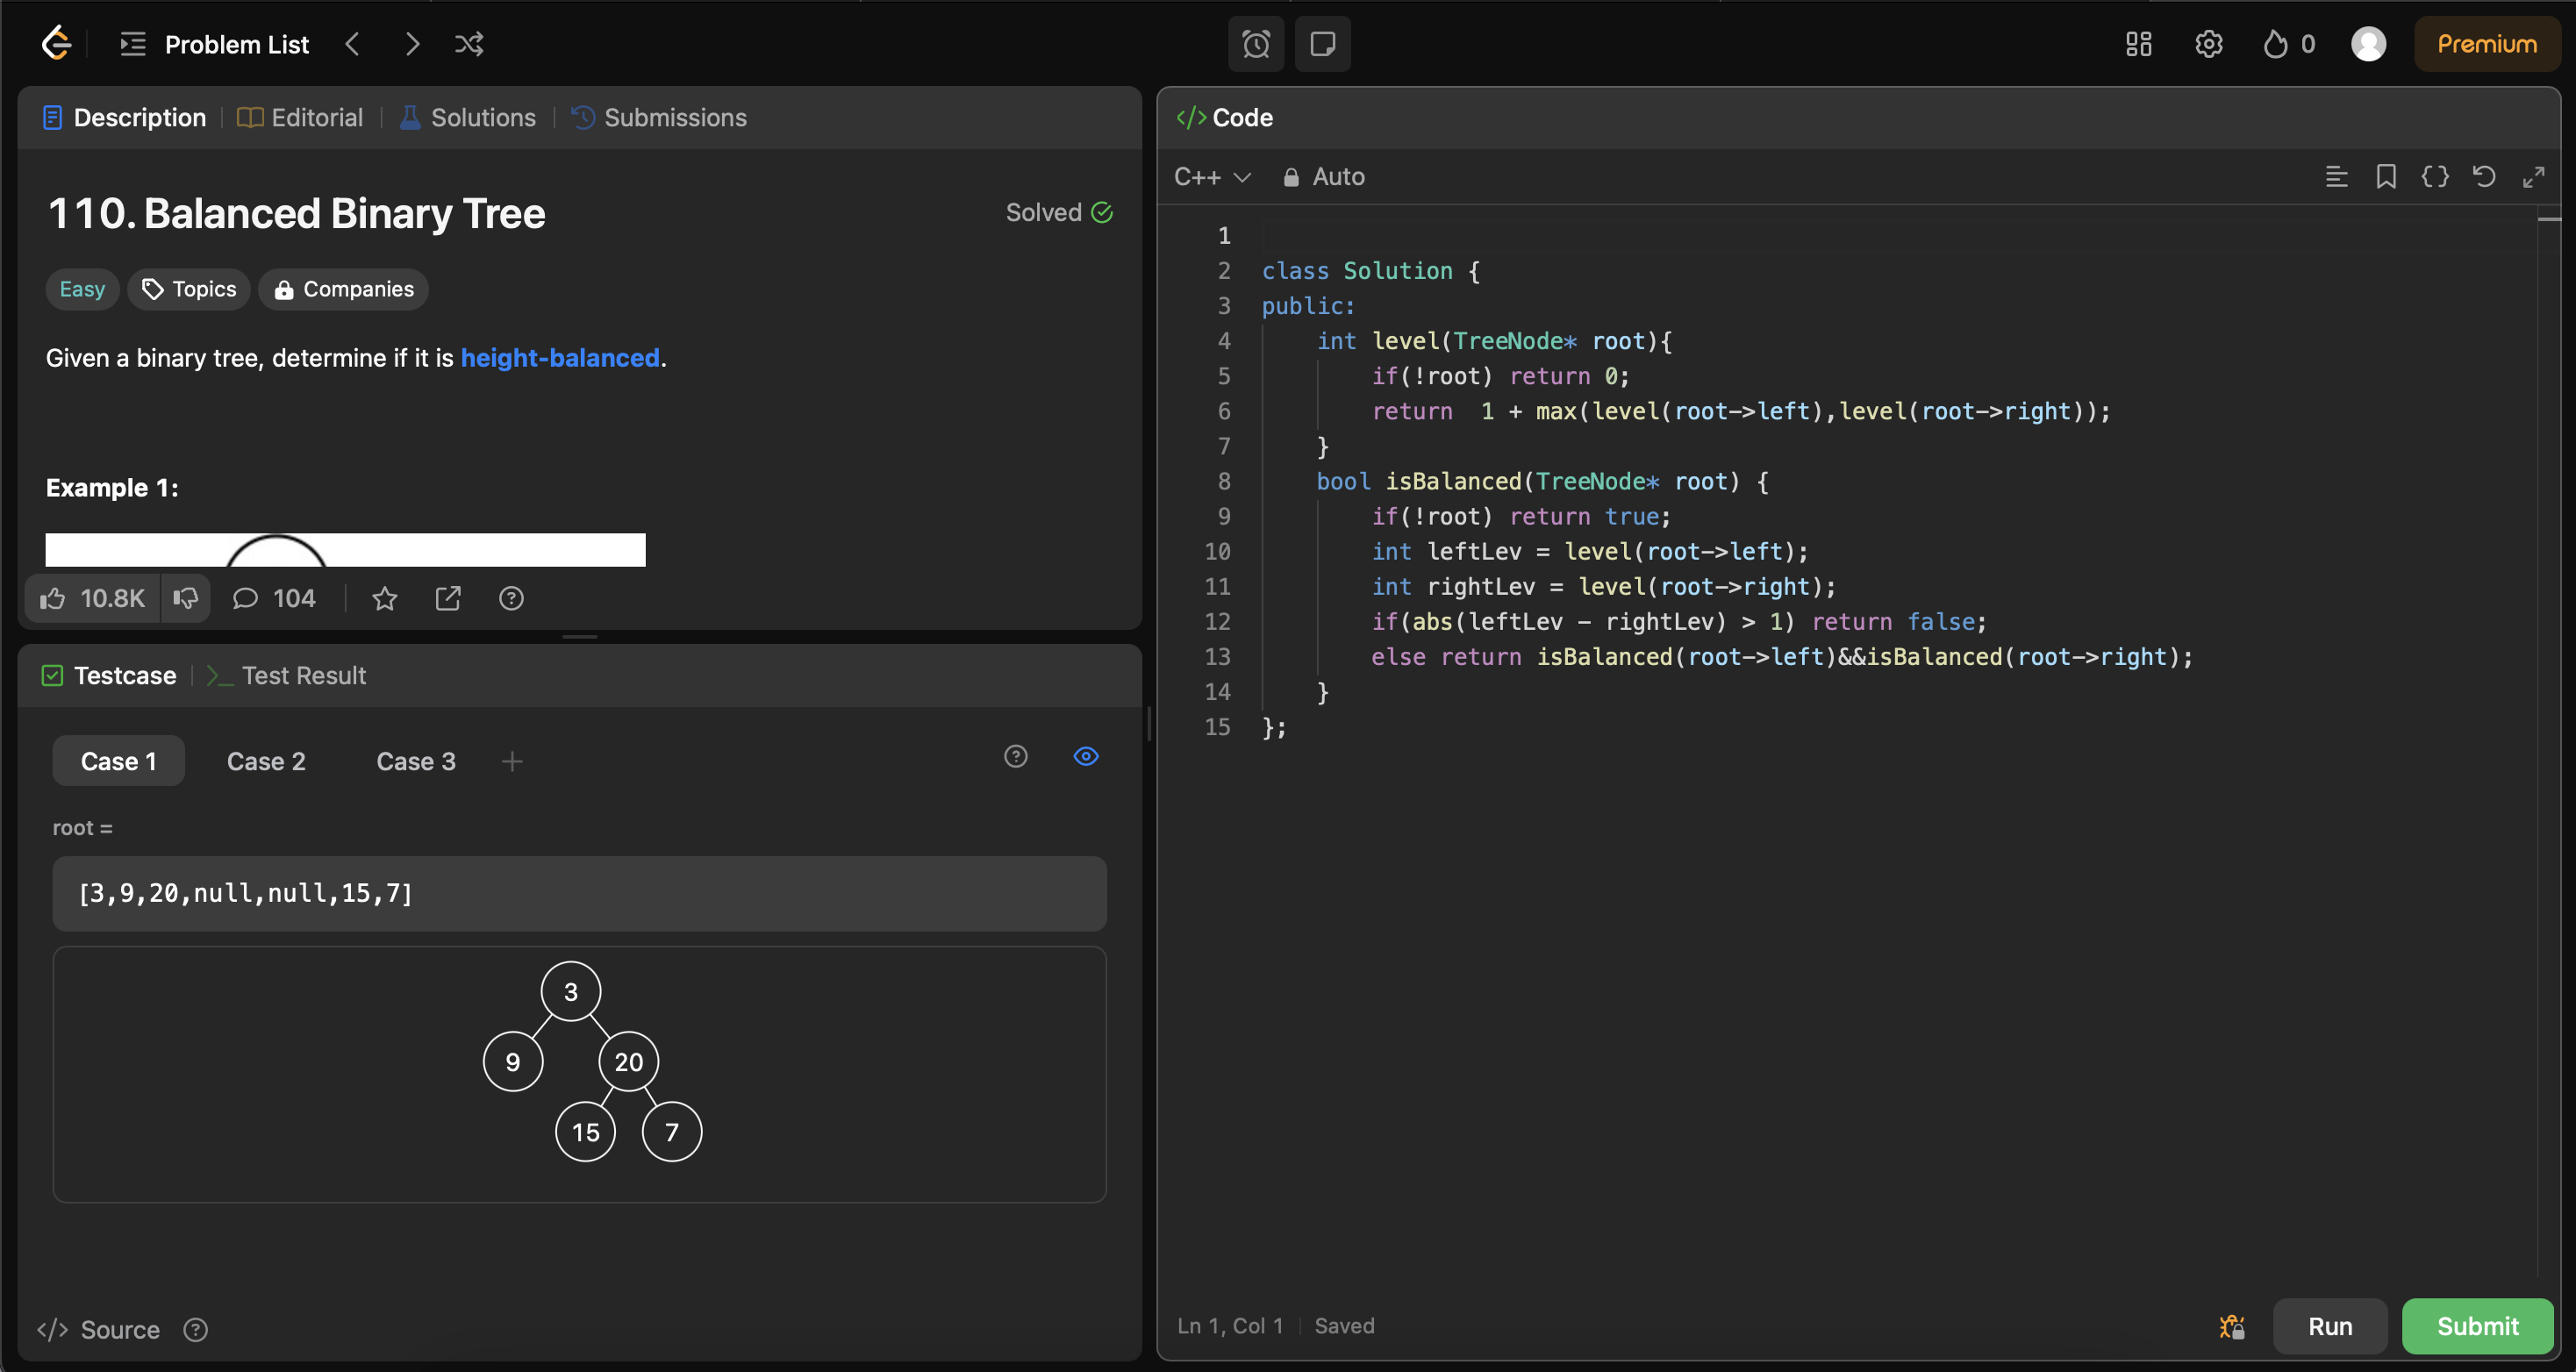 Problem List
0
Premium
Description
Editorial
Solutions
Submissions
110. Balanced Binary Tree
Solved
Easy
Topics
Companies
Given a binary tree, determine if it is height-balanced.
Example 1:
10.8K
104
Testcase
Test Result
Case 1
Case 2
Case 3
root =
[3,9,20,null,null,15,7]
3
9
20
15
7
Source
Code
C++
Auto
1
2 class Solution {
3 public:
4     int level(TreeNode* root){
5         if(!root) return 0;
6         return  1 + max(level(root->left),level(root->right));
7     }
8     bool isBalanced(TreeNode* root) {
9         if(!root) return true;
10         int leftLev = level(root->left);
11         int rightLev = level(root->right);
12         if(abs(leftLev - rightLev) > 1) return false;
13         else return isBalanced(root->left)&&isBalanced(root->right);
14     }
15 };
Ln 1, Col 1
Saved
Run
Submit